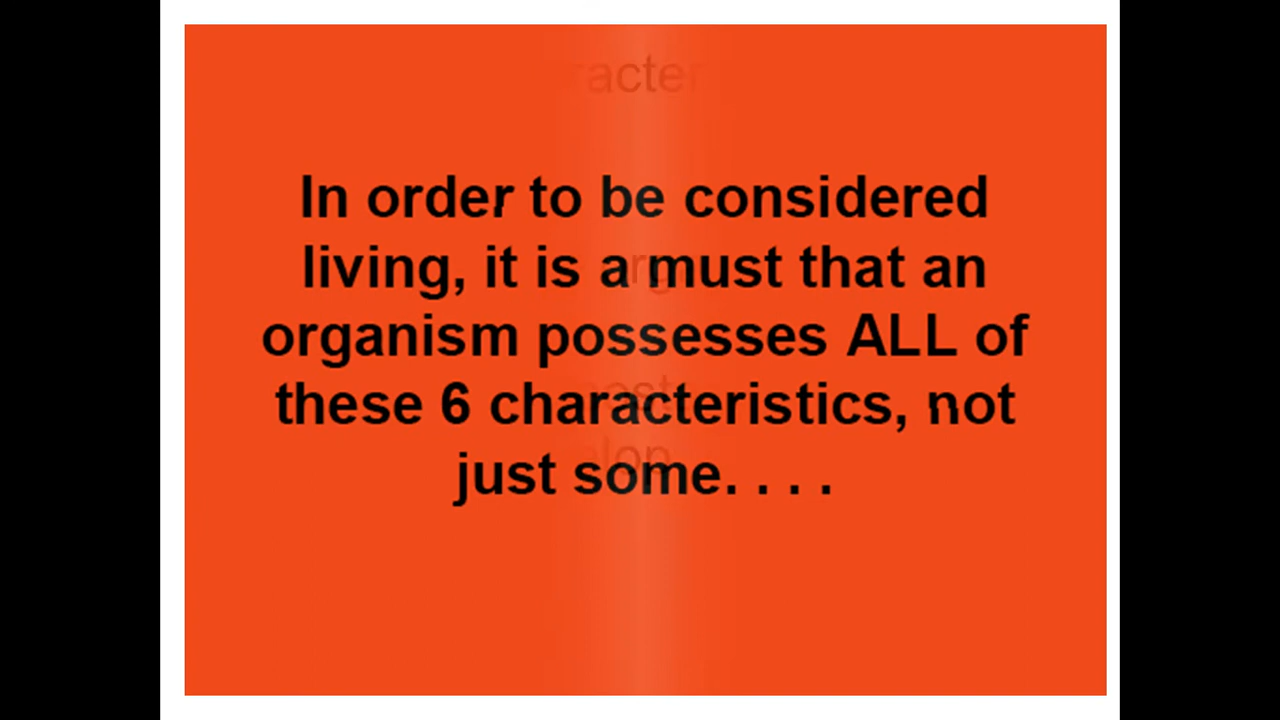 In order to be considered
living, it is a must that an
organism possesses ALL of
these 6 characteristics, not
just some. . . .